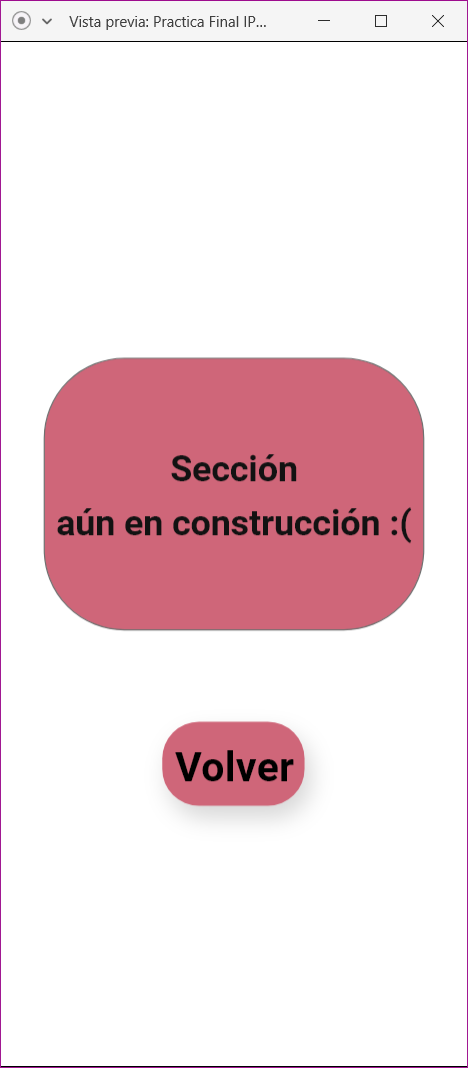 Vista previa: Practica Final IP...
Sección
aún en construcción :(
Volver